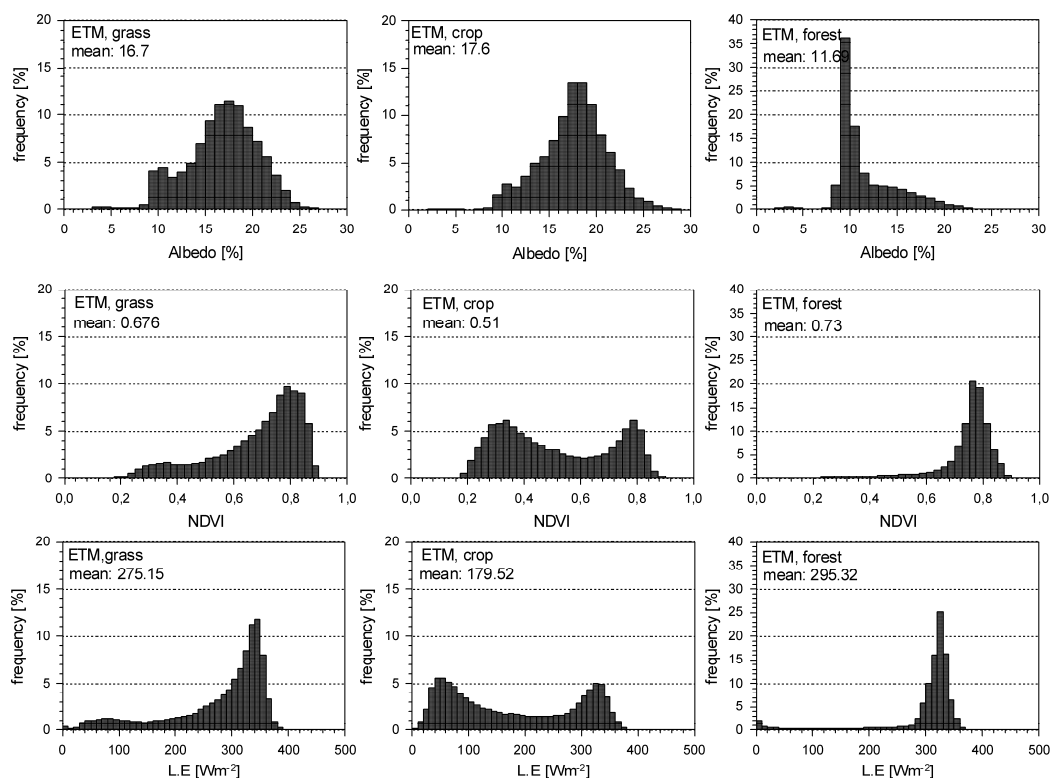 ETM, grass
mean: 16.7
frequency [%]
20
15
10
5
0
0 5 10 15 20 25 30
Albedo [%]
ETM, crop
mean: 17.6
frequency [%]
20
15
10
5
0
0 5 10 15 20 25 30
Albedo [%]
ETM, forest
mean: 11.69
frequency [%]
40
35
30
25
20
15
10
5
0
0 5 10 15 20 25 30
Albedo [%]
ETM, grass
mean: 0.676
frequency [%]
20
15
10
5
0
0,0 0,2 0,4 0,6 0,8 1,0
NDVI
ETM, crop
mean: 0.51
frequency [%]
20
15
10
5
0
0,0 0,2 0,4 0,6 0,8 1,0
NDVI
ETM, forest
mean: 0.73
frequency [%]
40
30
20
10
0
0,0 0,2 0,4 0,6 0,8 1,0
NDVI
ETM,grass
mean: 275.15
frequency [%]
20
15
10
5
0
0 100 200 300 400 500
L.E [Wm-2]
ETM, crop
mean: 179.52
frequency [%]
20
15
10
5
0
0 100 200 300 400 500
L.E [Wm-2]
ETM, forest
mean: 295.32
frequency [%]
40
30
20
10
0
0 100 200 300 400 500
L.E [Wm-2]